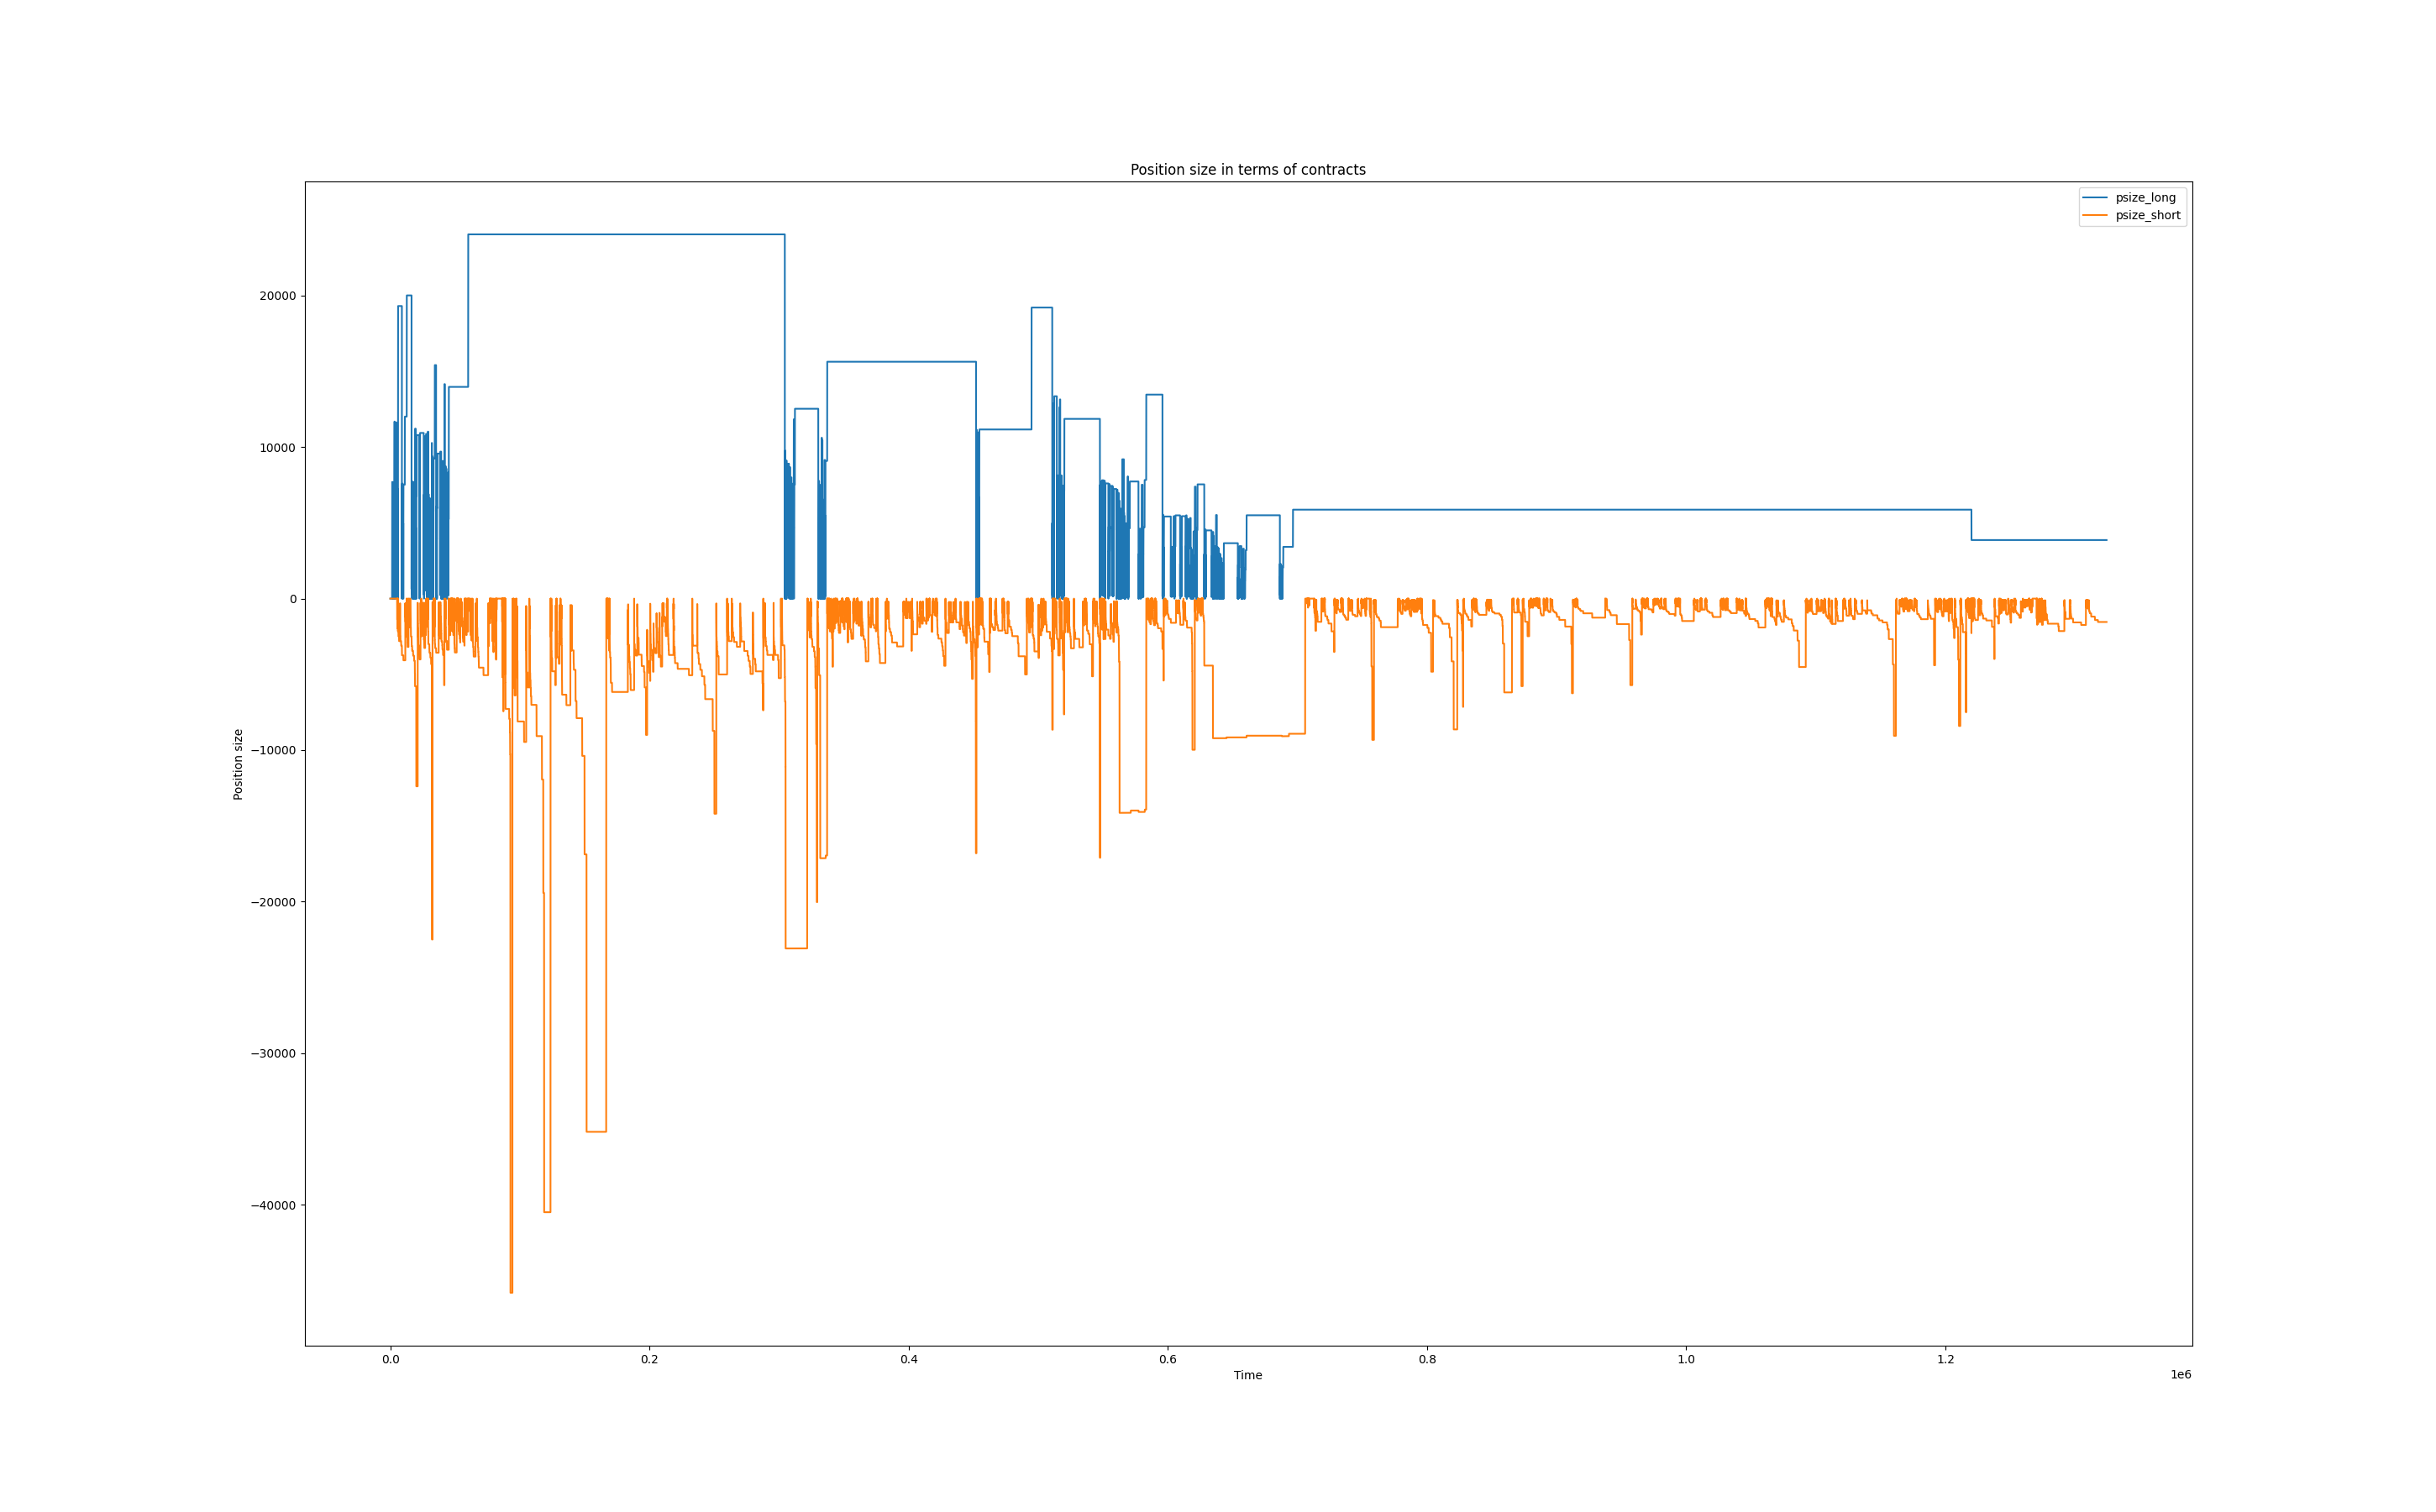 Position size in terms of contracts
psize_long
psize_short
20000
10000
0
−10000
−20000
−30000
−40000
Position size
0.0
0.2
0.4
0.6
0.8
1.0
1.2
Time
1e6